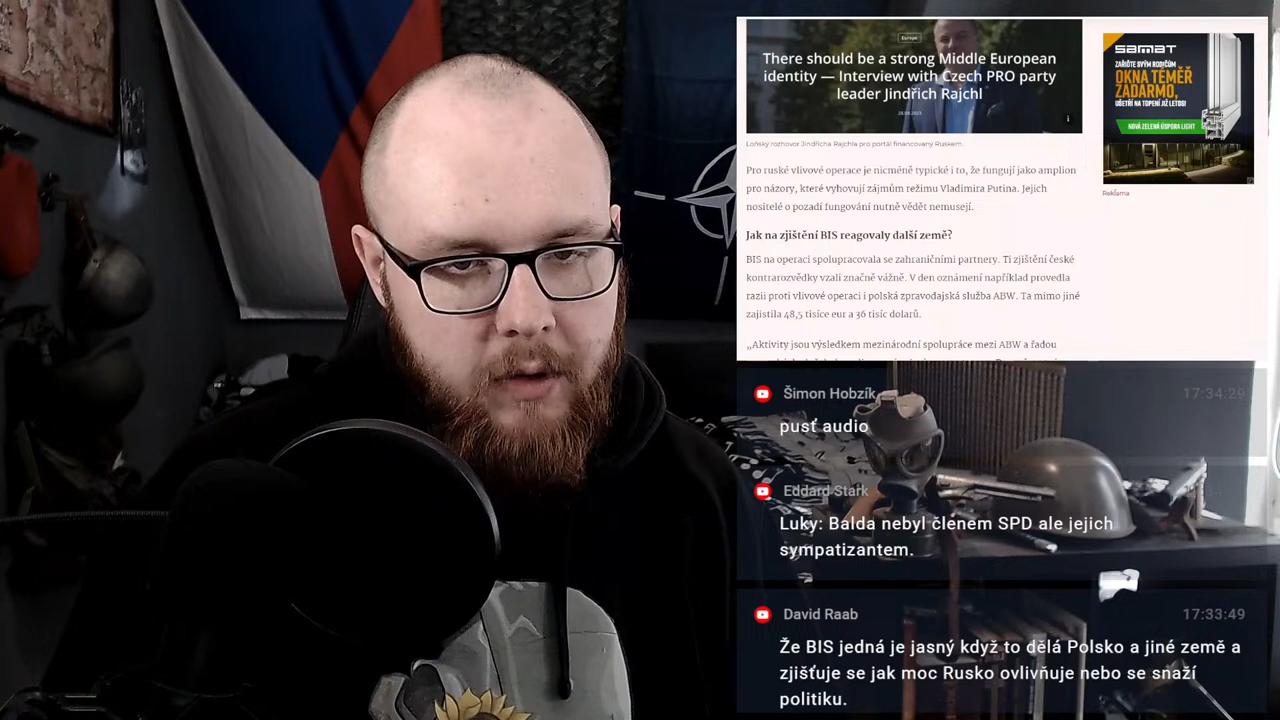 Europe
There should be a strong Middle European
identity — Interview with Czech PRO party
leader Jindřich Rajchl
28.08.2023
Loňský rozhovor Jindřicha Rajchla pro portál financovaný Ruskem.
Pro ruské vlivové operace je nicméně typické i to, že fungují jako amplion
pro názory, které vyhovují zájmům režimu Vladimira Putina. Jejich
nositelé o pozadí fungování nutně vědět nemusejí.
Jak na zjištění BIS reagovaly další země?
BIS na operaci spolupracovala se zahraničními partnery. Ti zjištění české
kontrarozvědky vzali značně vážně. V den oznámení například provedla
razii proti vlivové operaci i polská zpravodajská služba ABW. Ta mimo jiné
zajistila 48,5 tisíce eur a 36 tisíc dolarů.
„Aktivity jsou výsledkem mezinárodní spolupráce mezi ABW a řadou
samat
ZAŘIĎTE SVÝM RODIČŮM
OKNA TÉMĚŘ
ZADARMO,
UŠETŘÍ NA TOPENÍ JIŽ LETOS!
NOVÁ ZELENÁ ÚSPORÁM LIGHT
Reklama
Šimon Hobzík
17:34:29
pusť audio
Eddard Stark
Luky: Balda nebyl členem SPD ale jejich
sympatizantem.
David Raab
17:33:49
Že BIS jedná je jasný když to dělá Polsko a jiné země a
zjišťuje se jak moc Rusko ovlivňuje nebo se snaží
politiku.